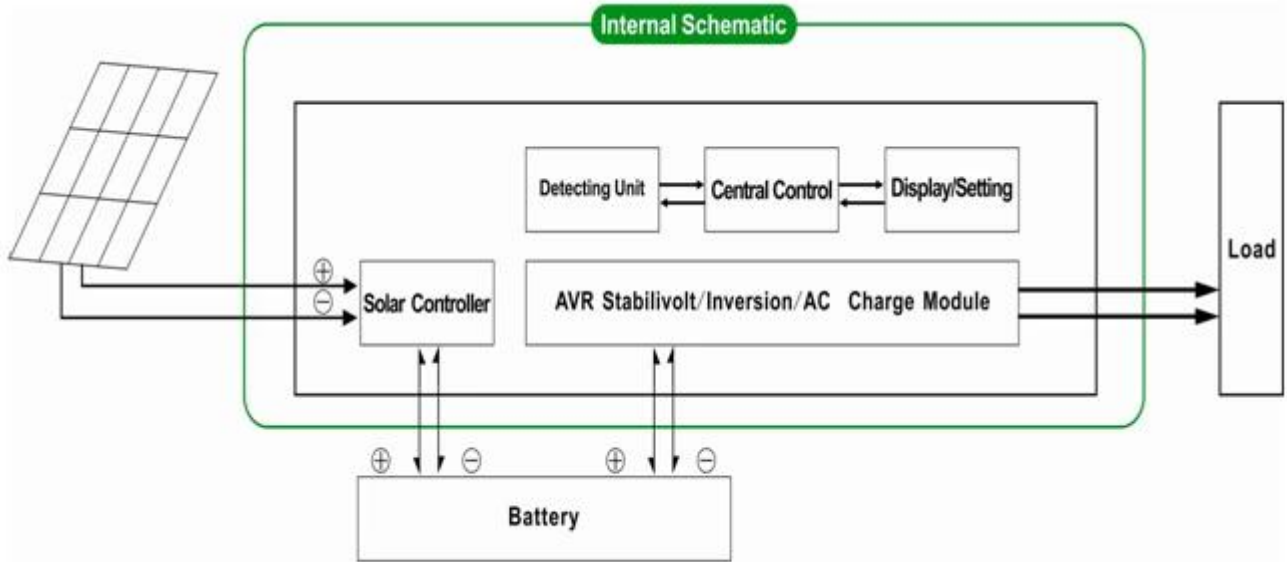 Internal Schematic
Detecting Unit
Central Control
Display/Setting
Load
⊕
⊖
Solar Controller
AVR Stabilivolt/Inversion/AC Charge Module
⊕ ⊖ ⊕ ⊖
Battery